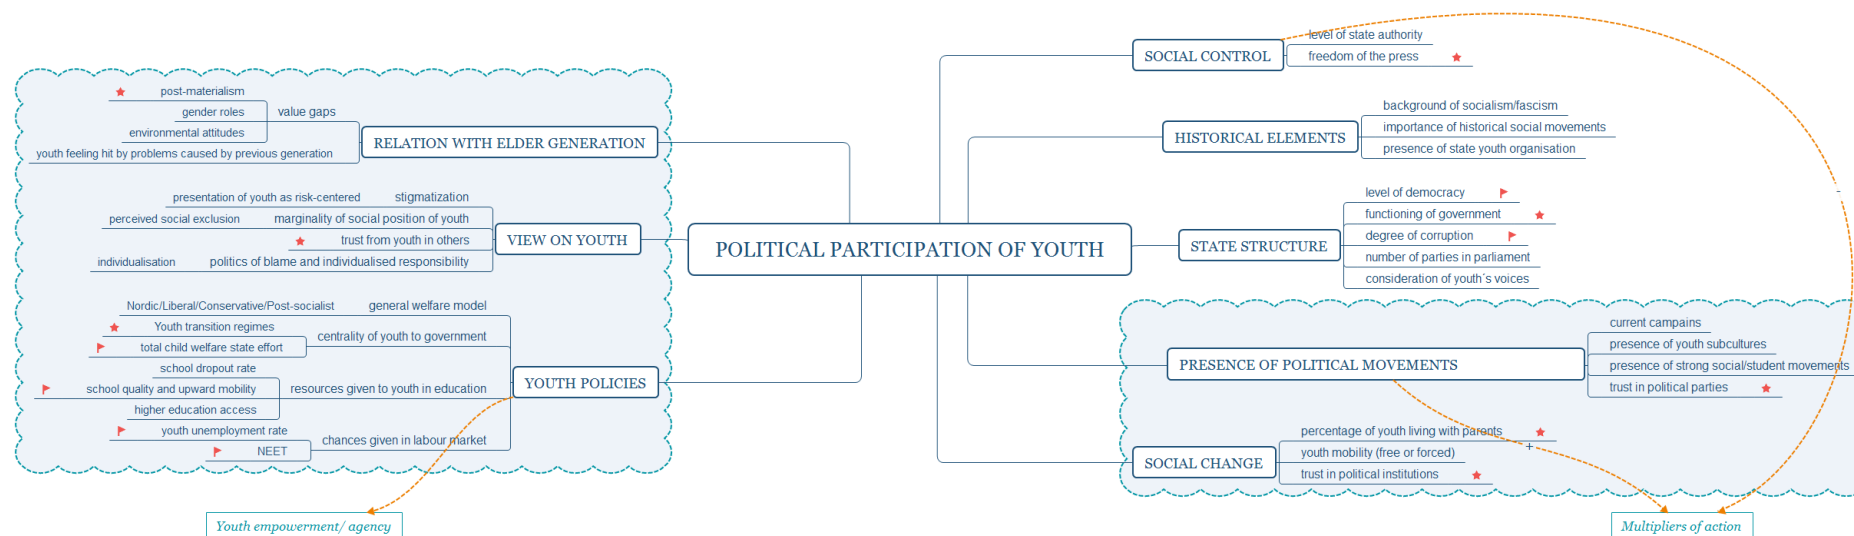 POLITICAL PARTICIPATION OF YOUTH
RELATION WITH ELDER GENERATION
value gaps
post-materialism
gender roles
environmental attitudes
youth feeling hit by problems caused by previous generation
VIEW ON YOUTH
presentation of youth as risk-centered stigmatization
perceived social exclusion marginality of social position of youth
trust from youth in others
individualisation politics of blame and individualised responsibility
YOUTH POLICIES
Nordic/Liberal/Conservative/Post-socialist general welfare model
centrality of youth to government
Youth transition regimes
total child welfare state effort
resources given to youth in education
school dropout rate
school quality and upward mobility
higher education access
chances given in labour market
youth unemployment rate
NEET
Youth empowerment/ agency
SOCIAL CONTROL
level of state authority
freedom of the press
HISTORICAL ELEMENTS
background of socialism/fascism
importance of historical social movements
presence of state youth organisation
STATE STRUCTURE
level of democracy
functioning of government
degree of corruption
number of parties in parliament
consideration of youth´s voices
PRESENCE OF POLITICAL MOVEMENTS
current campains
presence of youth subcultures
presence of strong social/student movements
trust in political parties
SOCIAL CHANGE
percentage of youth living with parents
youth mobility (free or forced)
trust in political institutions
+
-
Multipliers of action